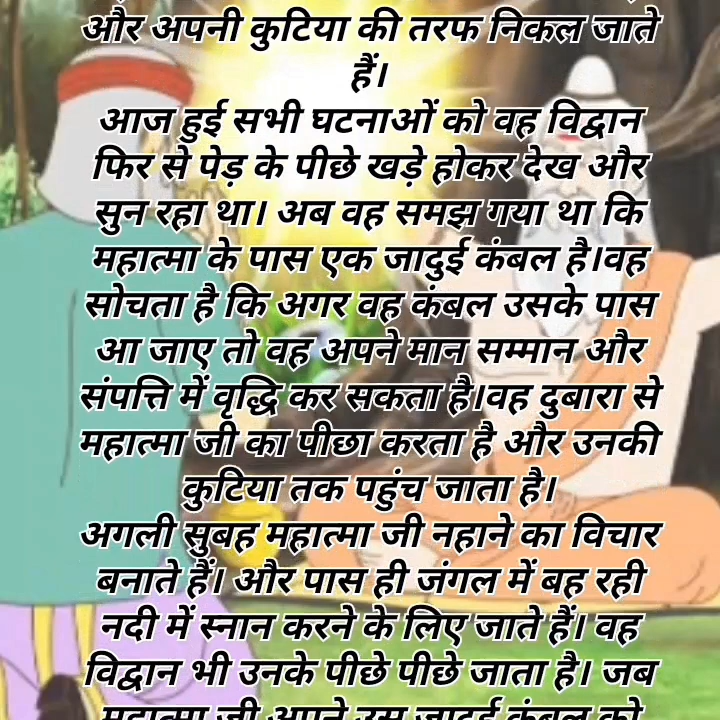 और अपनी कुटिया की तरफ निकल जाते
हैं।
आज हुई सभी घटनाओं को वह विद्वान
फिर से पेड़ के पीछे खड़े होकर देख और
सुन रहा था। अब वह समझ गया था कि
महात्मा के पास एक जादुई कंबल है।वह
सोचता है कि अगर वह कंबल उसके पास
आ जाए तो वह अपने मान सम्मान और
संपत्ति में वृद्धि कर सकता है।वह दुबारा से
महात्मा जी का पीछा करता है और उनकी
कुटिया तक पहुंच जाता है।
अगली सुबह महात्मा जी नहाने का विचार
बनाते हैं। और पास ही जंगल में बह रही
नदी में स्नान करने के लिए जाते हैं। वह
विद्वान भी उनके पीछे पीछे जाता है। जब
महात्मा जी अपने उस जादुई कंबल को